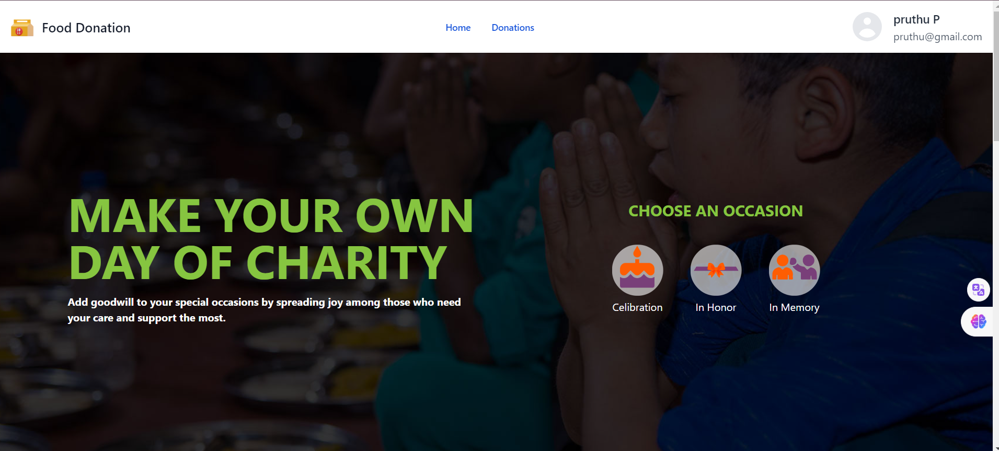 Food Donation
Home
Donations
pruthu P
pruthu@gmail.com
MAKE YOUR OWN
DAY OF CHARITY
Add goodwill to your special occasions by spreading joy among those who need
your care and support the most.
CHOOSE AN OCCASION
Celibration
In Honor
In Memory